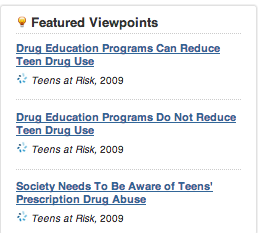 Featured Viewpoints
Drug Education Programs Can Reduce
Teen Drug Use
Teens at Risk, 2009
Drug Education Programs Do Not Reduce
Teen Drug Use
Teens at Risk, 2009
Society Needs To Be Aware of Teens'
Prescription Drug Abuse
Teens at Risk, 2009